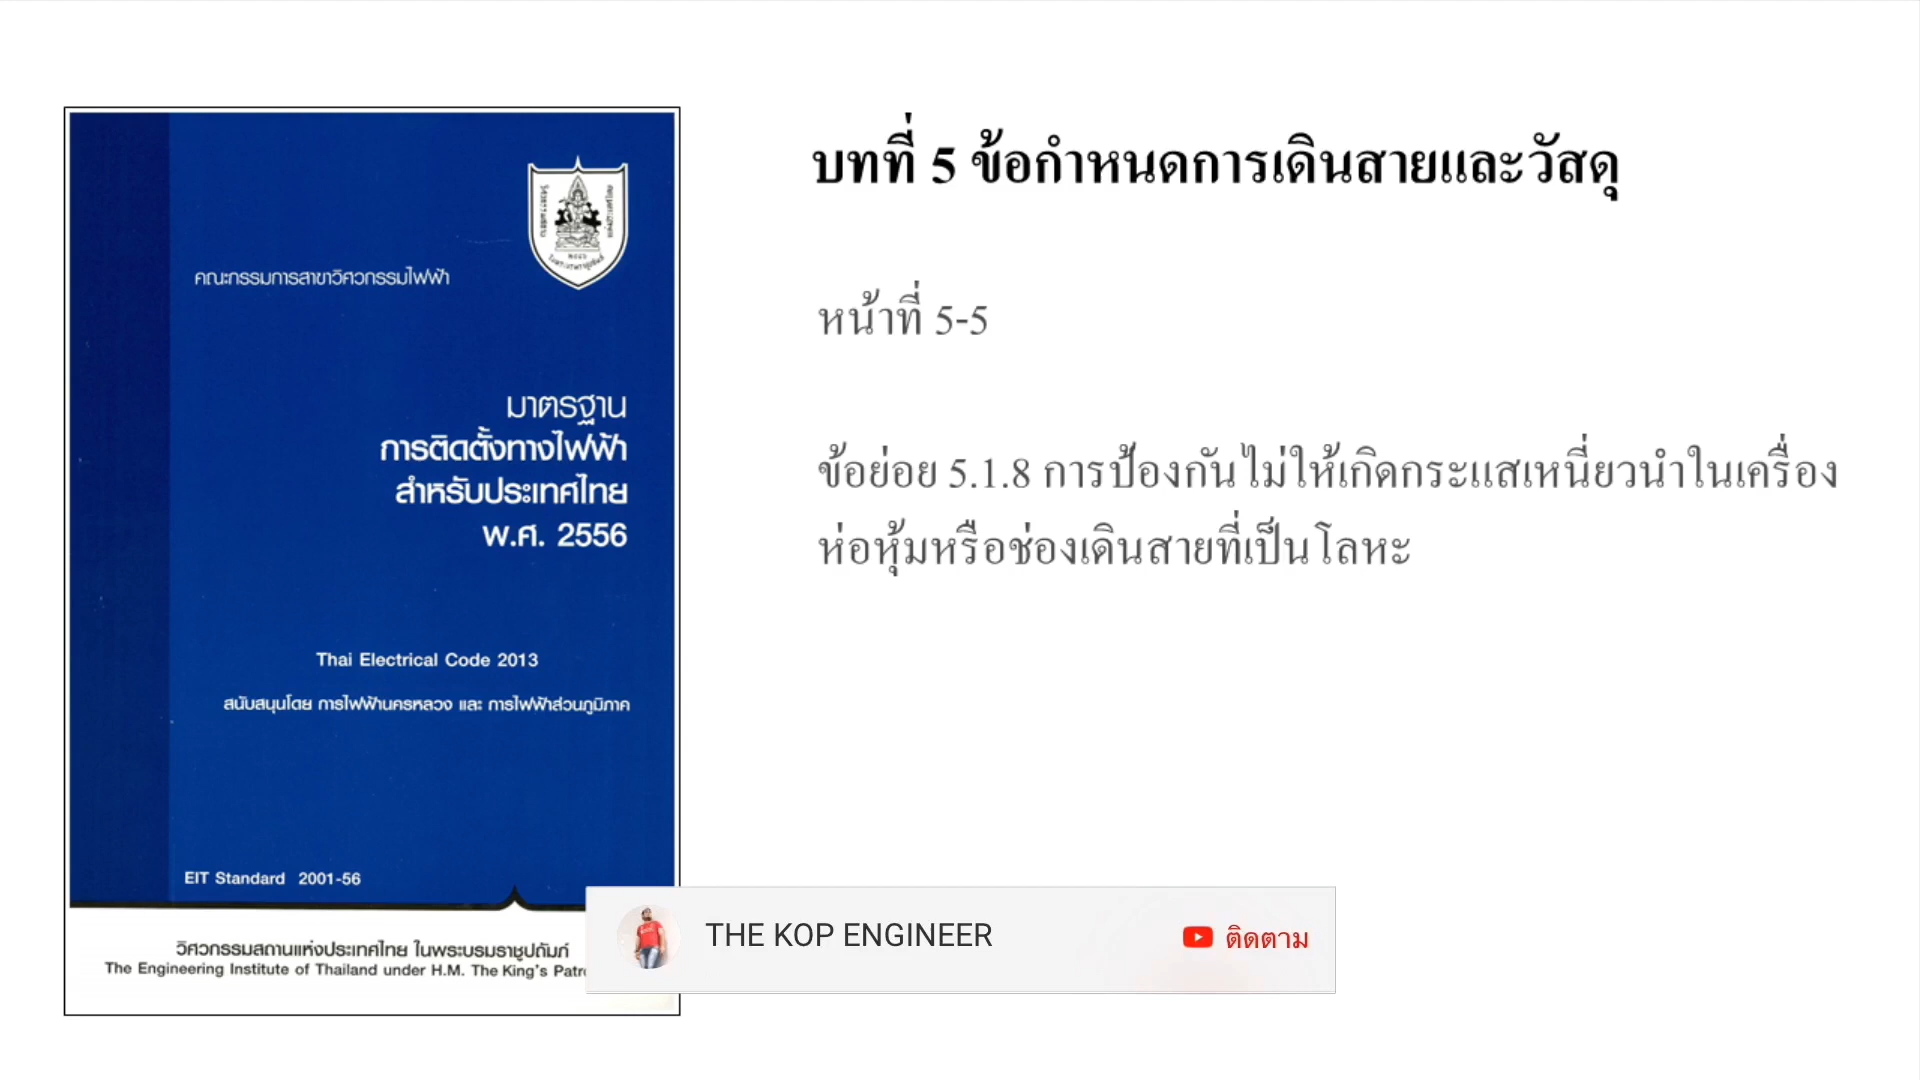 คณะกรรมการสาขาวิศวกรรมไฟฟ้า
มาตรฐาน
การติดตั้งทางไฟฟ้า
สำหรับประเทศไทย
พ.ศ. 2556
Thai Electrical Code 2013
สนับสนุนโดย การไฟฟ้านครหลวง และ การไฟฟ้าส่วนภูมิภาค
EIT Standard 2001-56
วิศวกรรมสถานแห่งประเทศไทย ในพระบรมราชูปถัมภ์
The Engineering Institute of Thailand under H.M. The King's
บทที่ 5 ข้อกำหนดการเดินสายและวัสดุ
หน้าที่ 5-5
ข้อย่อย 5.1.8 การป้องกันไม่ให้เกิดกระแสเหนี่ยวนำในเครื่อง
ห่อหุ้มหรือช่องเดินสายที่เป็นโลหะ
THE KOP ENGINEER
ติดตาม